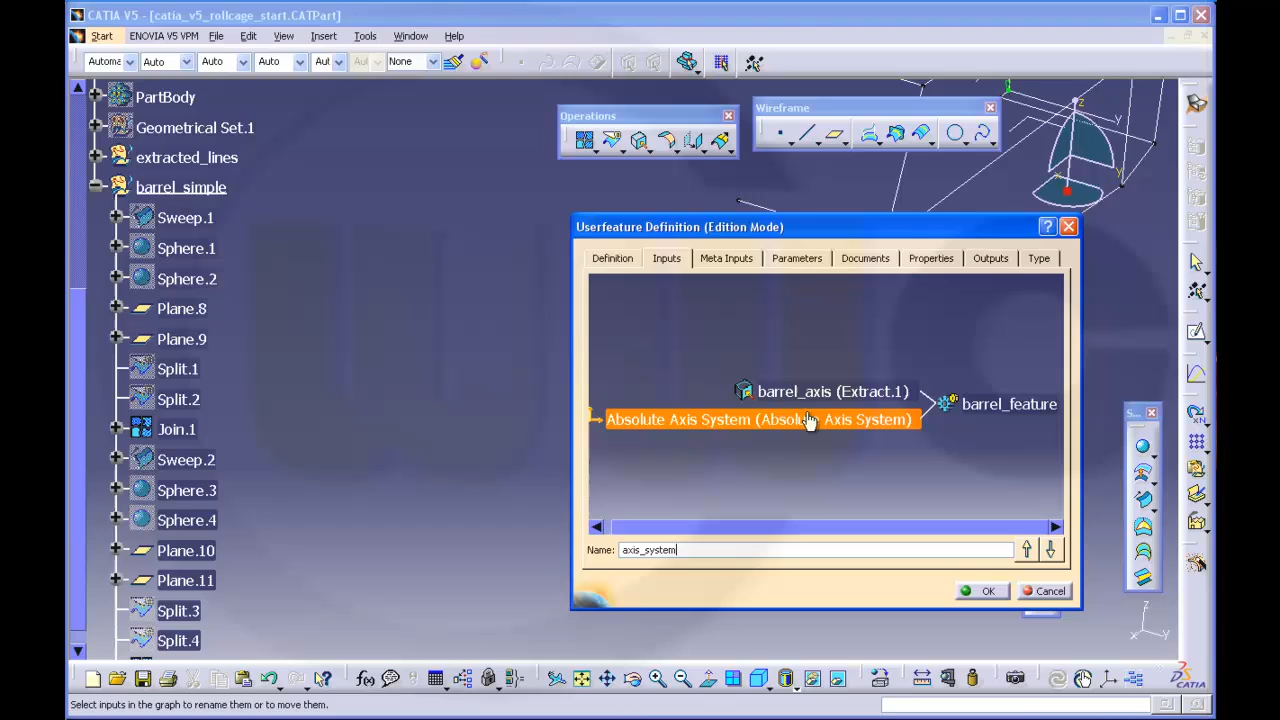 CATIA V5 - [catia_v5_rollcage_start.CATPart]
Start ENOVIA V5 VPM File Edit View Insert Tools Window Help
Automa Auto Auto Auto Aut Aut None
PartBody
Geometrical Set.1
extracted_lines
barrel_simple
Sweep.1
Sphere.1
Sphere.2
Plane.8
Plane.9
Split.1
Split.2
Join.1
Sweep.2
Sphere.3
Sphere.4
Plane.10
Plane.11
Split.3
Split.4
Operations
Wireframe
z
Y
x
Y
Userfeature Definition (Edition Mode)
Definition Inputs Meta Inputs Parameters Documents Properties Outputs Type
barrel_axis (Extract.1)
Absolute Axis System (Absolute Axis System)
barrel_feature
Name: axis_system
OK Cancel
S...
z
x y
f(x)
CATIA
Select inputs in the graph to rename them or to move them.